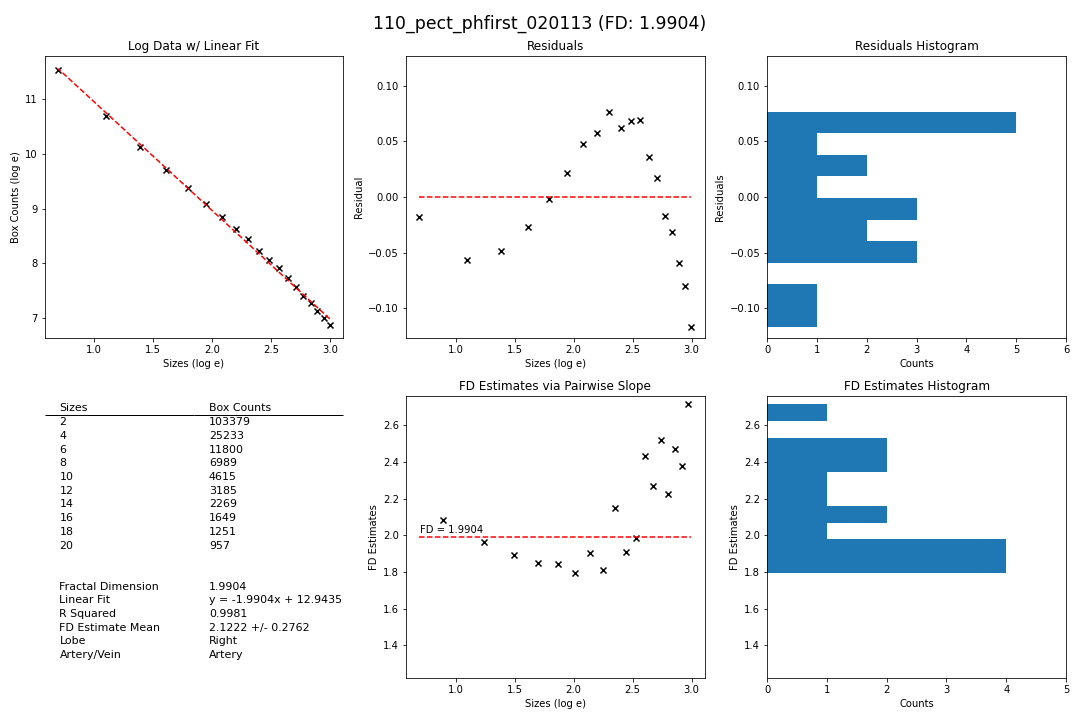 110_pect_phfirst_020113 (FD: 1.9904)
Log Data w/ Linear Fit
Box Counts (log e)
11
10
9
8
7
1.0 1.5 2.0 2.5 3.0
Sizes (log e)
Residuals
Residual
0.10
0.05
0.00
−0.05
−0.10
1.0 1.5 2.0 2.5 3.0
Sizes (log e)
Residuals Histogram
Residuals
0.10
0.05
0.00
−0.05
−0.10
0 1 2 3 4 5 6
Counts
Sizes Box Counts
2 103379
4 25233
6 11800
8 6989
10 4615
12 3185
14 2269
16 1649
18 1251
20 957
Fractal Dimension 1.9904
Linear Fit y = -1.9904x + 12.9435
R Squared 0.9981
FD Estimate Mean 2.1222 +/- 0.2762
Lobe Right
Artery/Vein Artery
FD Estimates via Pairwise Slope
FD Estimates
2.6
2.4
2.2
2.0
1.8
1.6
1.4
FD = 1.9904
1.0 1.5 2.0 2.5 3.0
Sizes (log e)
FD Estimates Histogram
FD Estimates
2.6
2.4
2.2
2.0
1.8
1.6
1.4
0 1 2 3 4 5
Counts